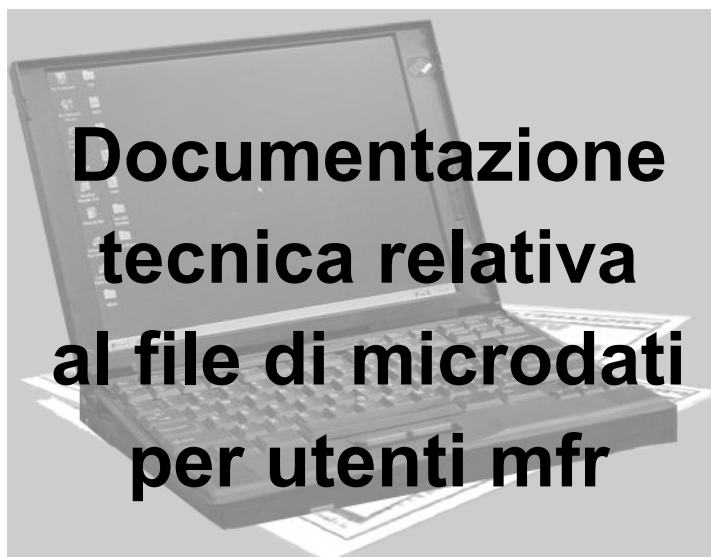 Documentazione
tecnica relativa
al file di microdati
per utenti mfr